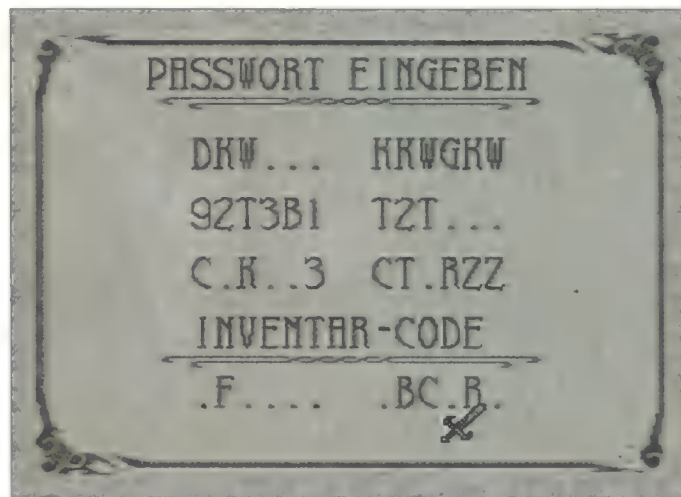 PASSWORT EINGEBEN
DKW... KKWGKW
92T3B1 T2T...
C.K..3 CT.RZZ
INVENTAR-CODE
.F.... .BC.R.